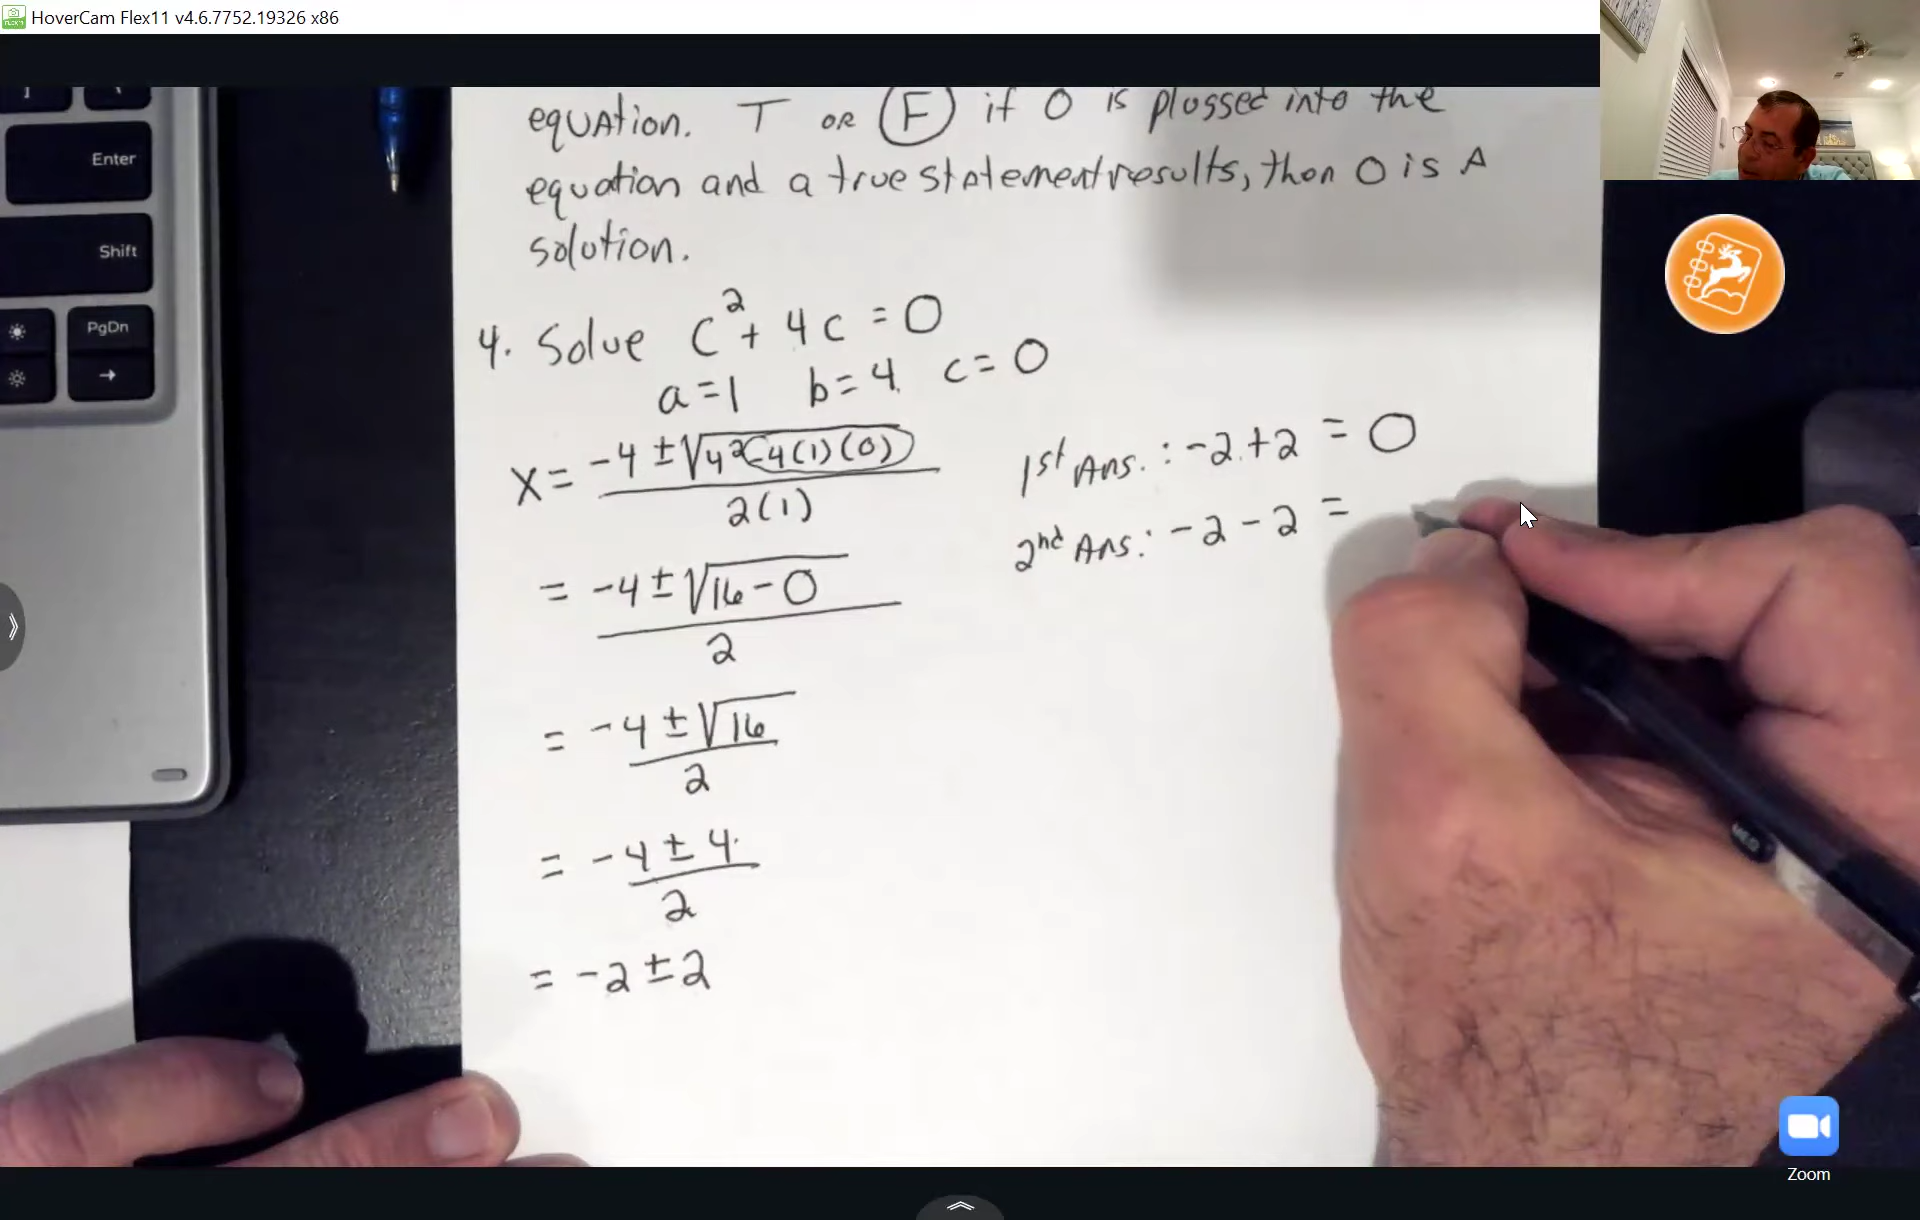 HoverCam Flex11 v4.6.7752.19326 x86
Enter
Shift
PgDn
equAtion. T OR F if 0 is plugged into the
equation and a true statement results, then 0 is A
solution.
4. Solve c² + 4c = 0
a=1 b=4 c=0
x = -4 ± √4²-4(1)(0)
2(1)
= -4 ± √16 - 0
2
= -4 ± √16
2
= -4 ± 4
2
= -2 ± 2
1st Ans.: -2+2 = 0
2nd Ans.: -2-2 =
Zoom